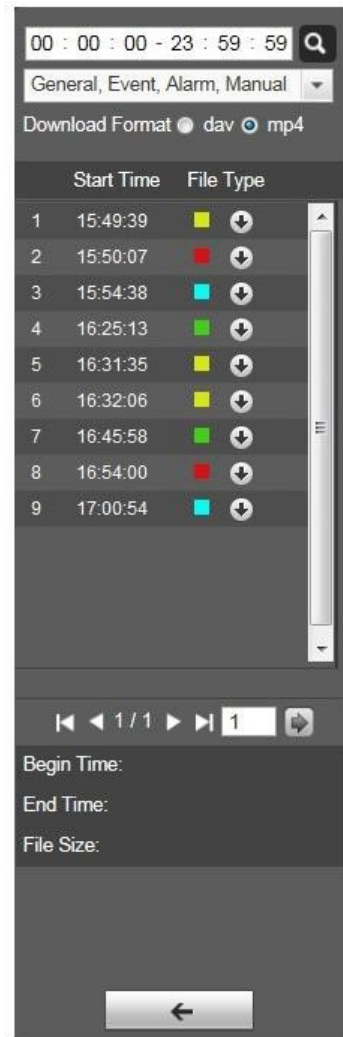 00 : 00 : 00 - 23 : 59 : 59
General, Event, Alarm, Manual
Download Format dav mp4
Start Time File Type
1 15:49:39
2 15:50:07
3 15:54:38
4 16:25:13
5 16:31:35
6 16:32:06
7 16:45:58
8 16:54:00
9 17:00:54
1 / 1 1
Begin Time:
End Time:
File Size: